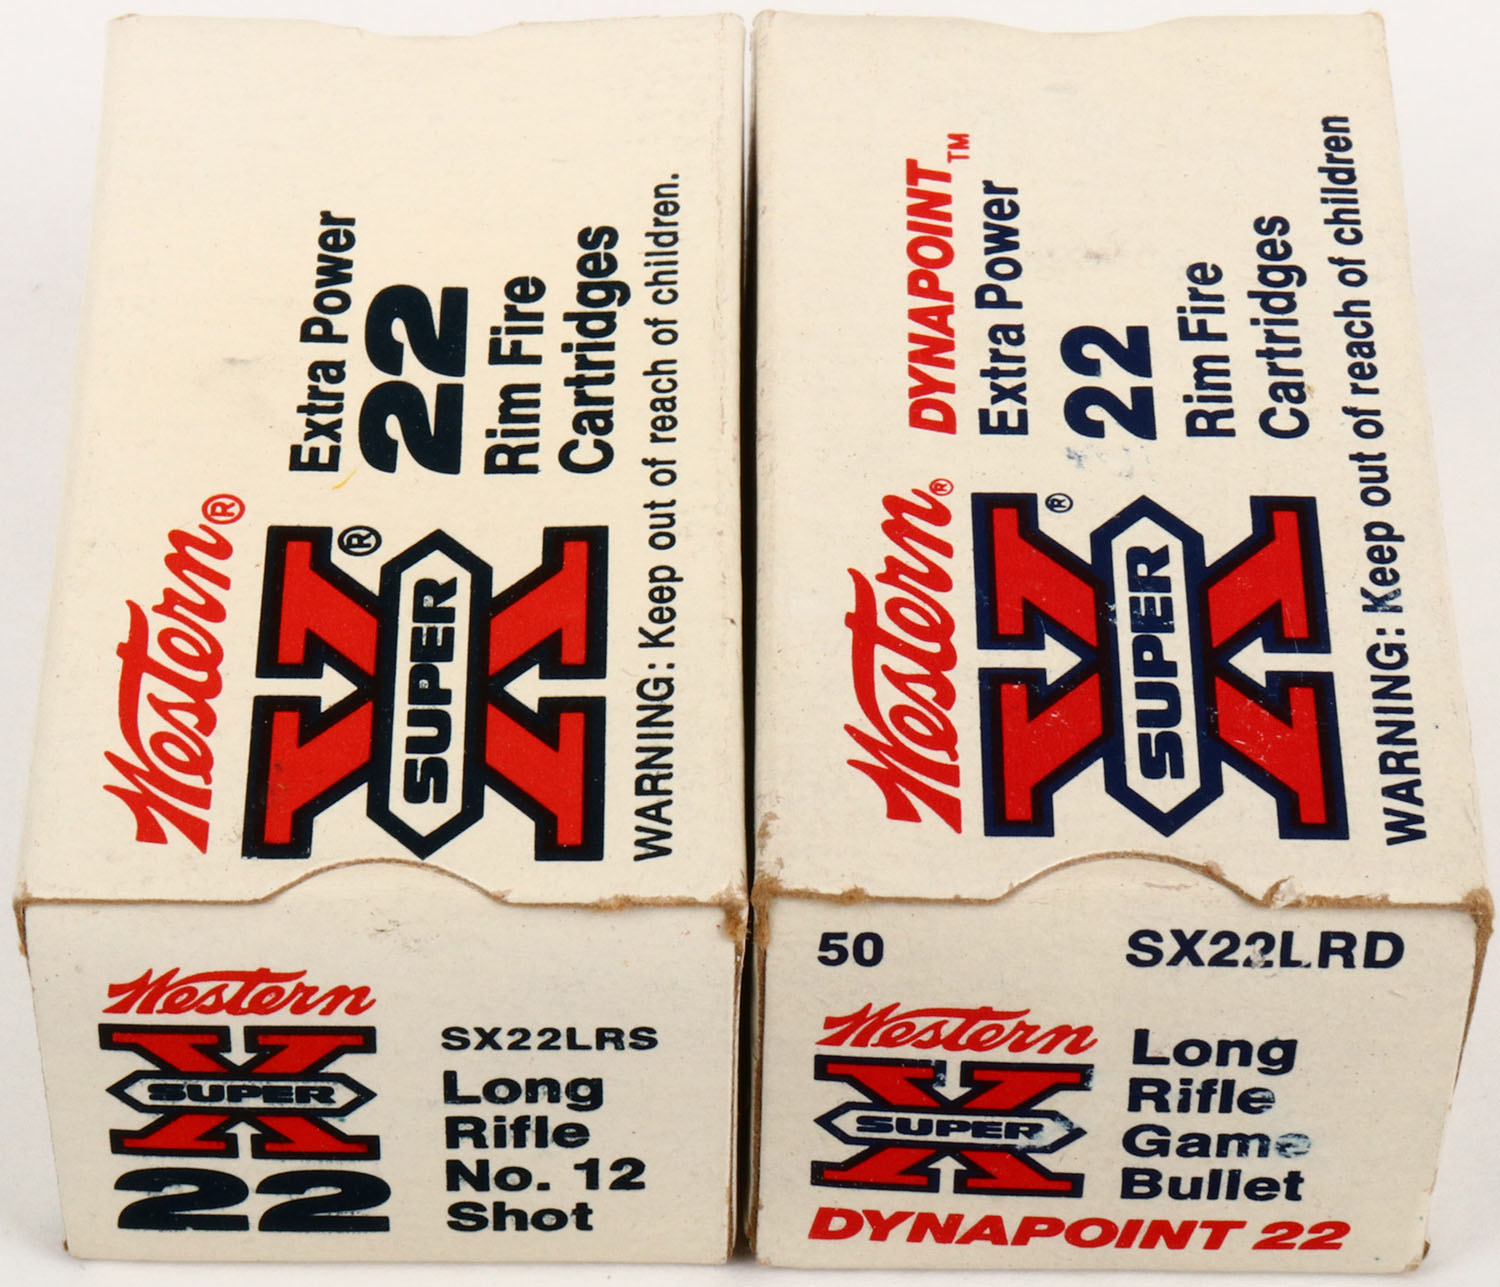 Western®
X®
SUPER
Extra Power
22
Rim Fire
Cartridges
WARNING: Keep out of reach of children.
Western
X
SUPER
22
SX22LRS
Long
Rifle
No. 12
Shot
Western®
X®
SUPER
DYNAPOINT™
Extra Power
22
Rim Fire
Cartridges
WARNING: Keep out of reach of children
50 SX22LRD
Western
X
SUPER
Long
Rifle
Game
Bullet
DYNAPOINT 22